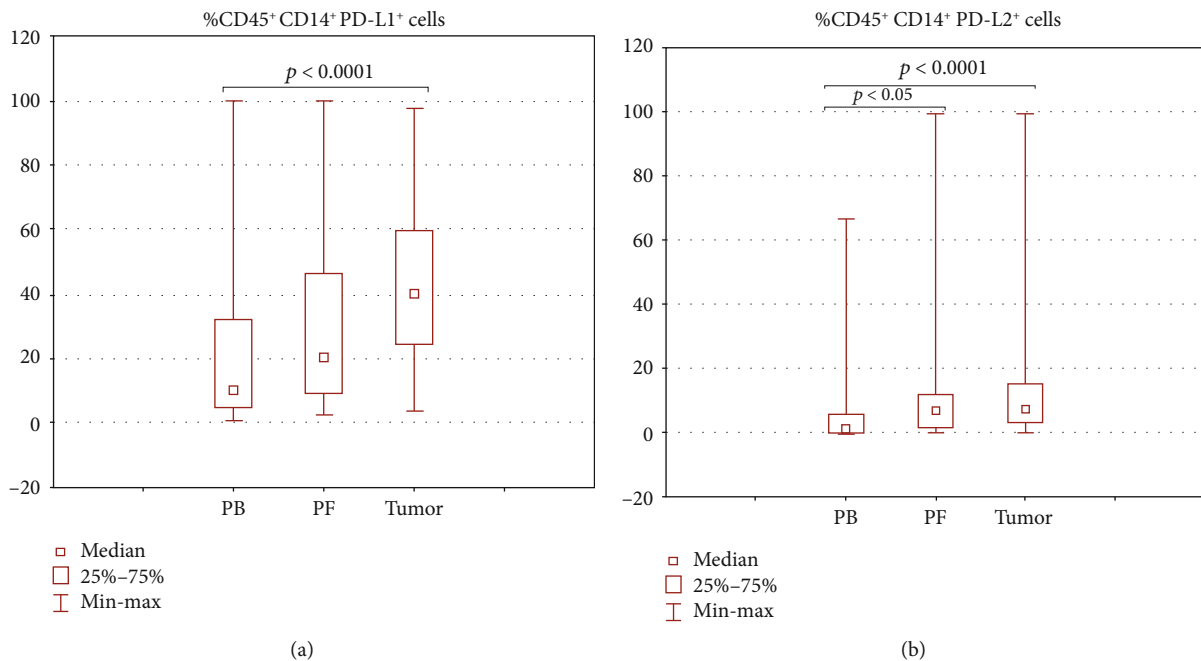 %CD45⁺ CD14⁺ PD-L1⁺ cells
120
100
80
60
40
20
0
–20
p < 0.0001
PB PF Tumor
Median
25%–75%
Min-max
(a)
%CD45⁺ CD14⁺ PD-L2⁺ cells
120
100
80
60
40
20
0
–20
p < 0.0001
p < 0.05
PB PF Tumor
Median
25%–75%
Min-max
(b)